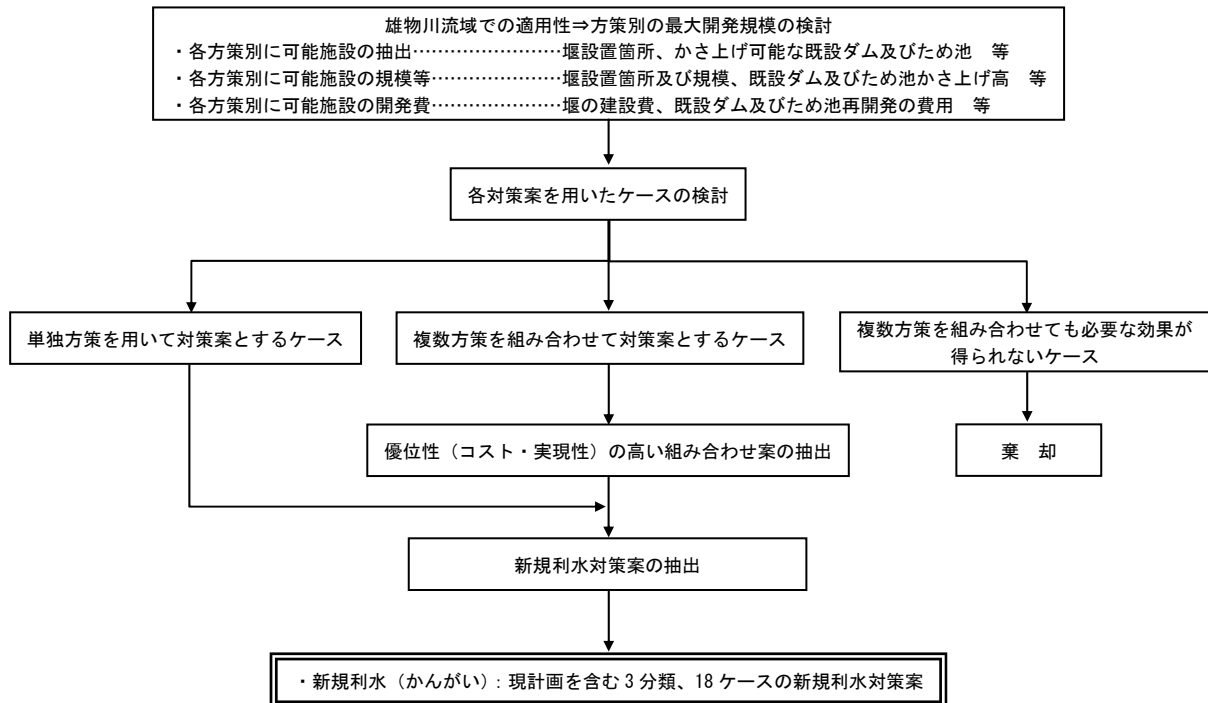 雄物川流域での適用性⇒方策別の最大開発規模の検討
・各方策別に可能施設の抽出……………………堰設置箇所、かさ上げ可能な既設ダム及びため池　等
・各方策別に可能施設の規模等…………………堰設置箇所及び規模、既設ダム及びため池かさ上げ高　等
・各方策別に可能施設の開発費…………………堰の建設費、既設ダム及びため池再開発の費用　等
各対策案を用いたケースの検討
単独方策を用いて対策案とするケース
複数方策を組み合わせて対策案とするケース
複数方策を組み合わせても必要な効果が
得られないケース
優位性（コスト・実現性）の高い組み合わせ案の抽出
棄　却
新規利水対策案の抽出
・新規利水（かんがい）：現計画を含む 3 分類、18 ケースの新規利水対策案